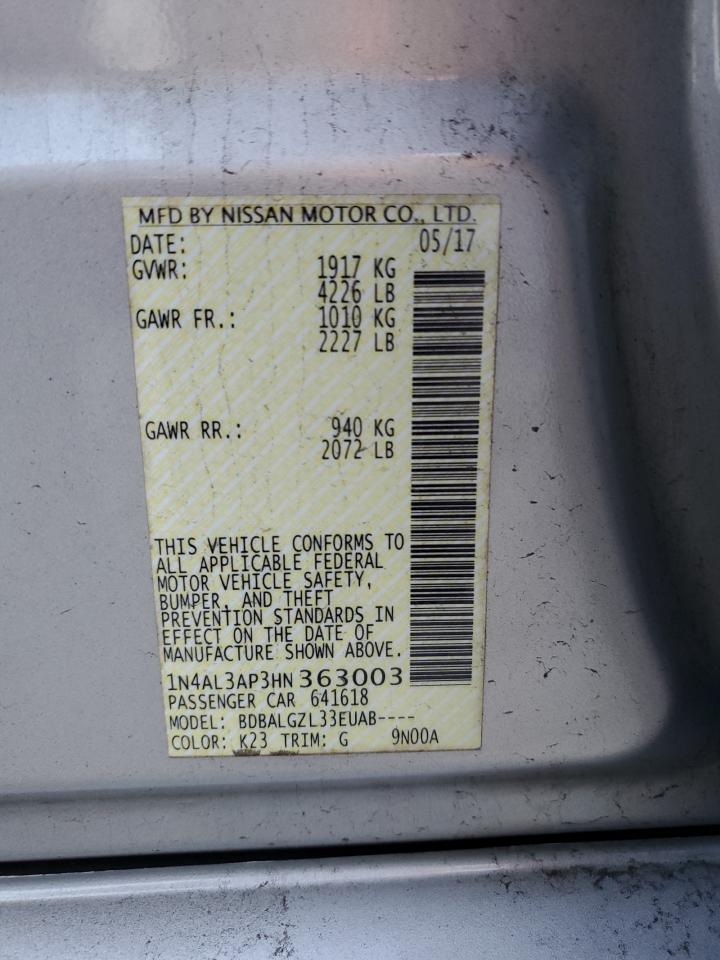 MFD BY NISSAN MOTOR CO., LTD.
DATE: 05/17
GVWR: 1917 KG
4226 LB
GAWR FR.: 1010 KG
2227 LB
GAWR RR.: 940 KG
2072 LB
THIS VEHICLE CONFORMS TO
ALL APPLICABLE FEDERAL
MOTOR VEHICLE SAFETY,
BUMPER, AND THEFT
PREVENTION STANDARDS IN
EFFECT ON THE DATE OF
MANUFACTURE SHOWN ABOVE.
1N4AL3AP3HN363003
PASSENGER CAR 641618
MODEL: BDBALGZL33EUAB----
COLOR: K23 TRIM: G 9N00A